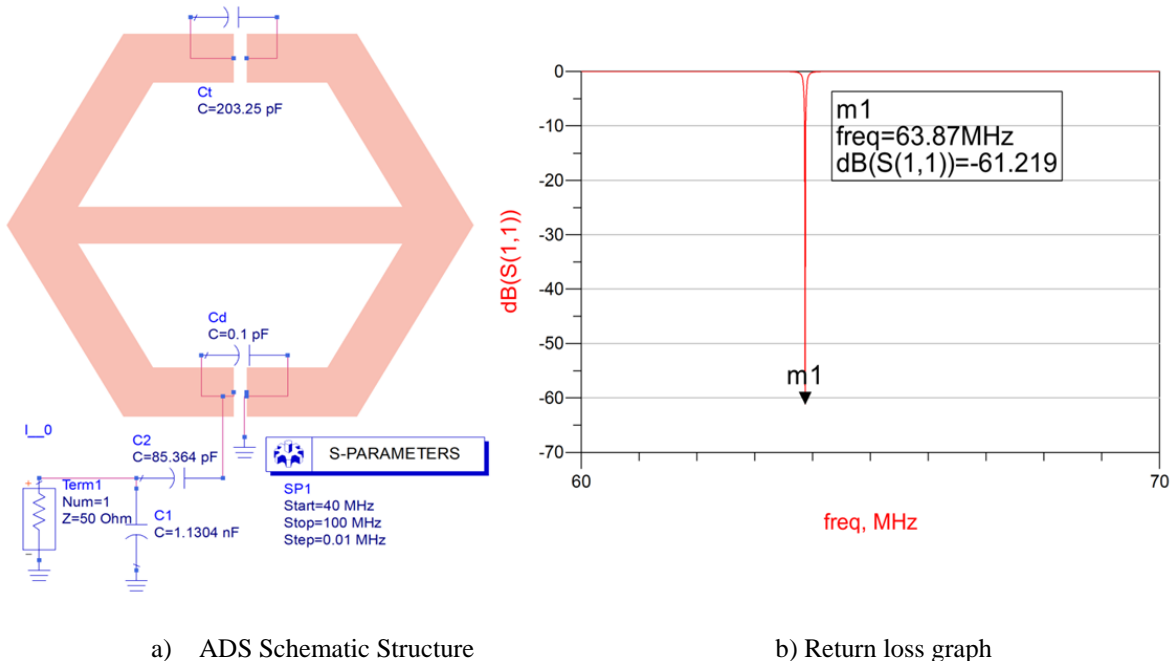 Ct
C=203.25 pF
Cd
C=0.1 pF
I__0
C2
C=85.364 pF
+
Term1
Num=1
Z=50 Ohm
-
C1
C=1.1304 nF
S-PARAMETERS
SP1
Start=40 MHz
Stop=100 MHz
Step=0.01 MHz
a) ADS Schematic Structure
dB(S(1,1))
0
-10
-20
-30
-40
-50
-60
-70
m1
freq=63.87MHz
dB(S(1,1))=-61.219
m1
60
70
freq, MHz
b) Return loss graph